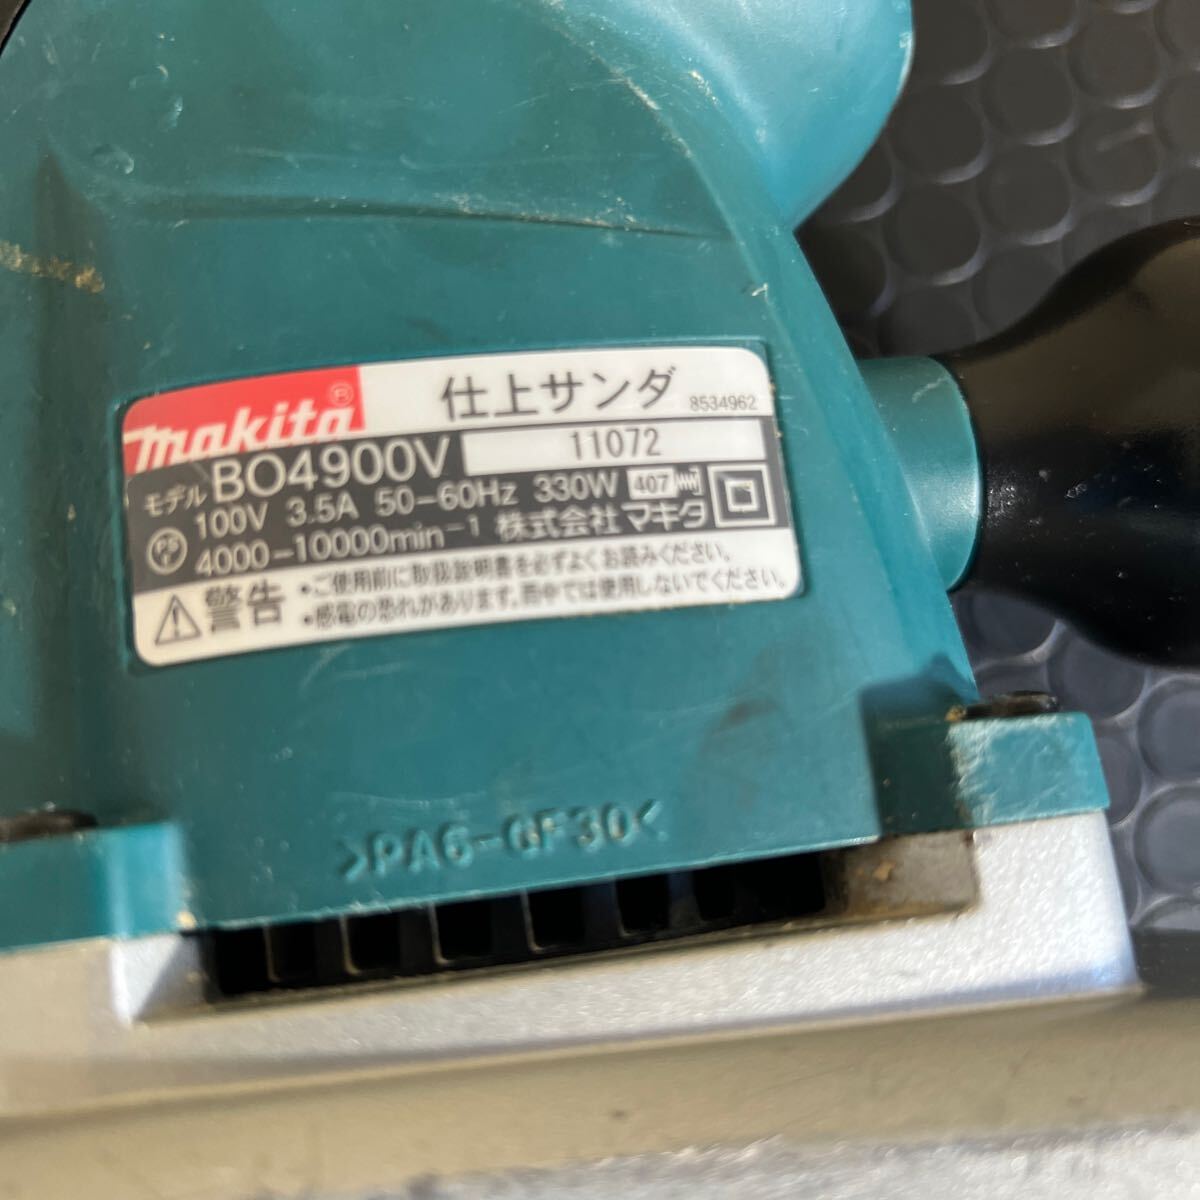 makita® 仕上サンダ 8534962
モデル BO4900V 11072
100V 3.5A 50-60Hz 330W 407
4000-10000min-1 株式会社マキタ
警告 •ご使用前に取扱説明書を必ずよくお読みください。
•感電の恐れがあります。雨中では使用しないでください。
>PA6-GF30<